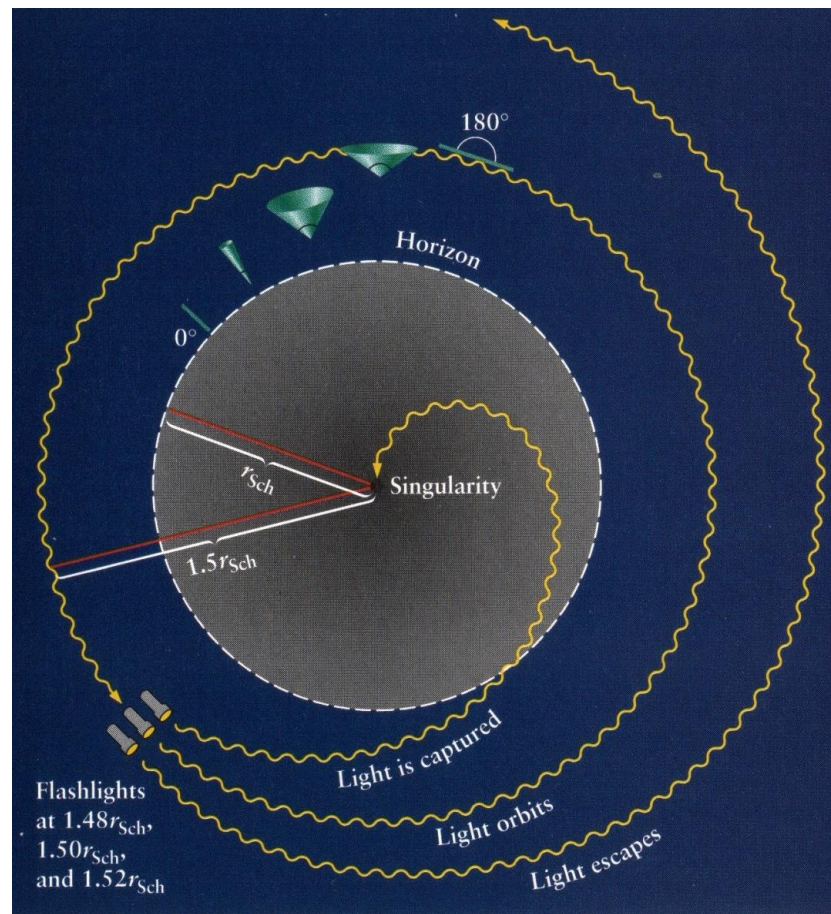 180°
Horizon
0°
r_Sch
Singularity
1.5r_Sch
Light is captured
Light orbits
Light escapes
Flashlights
at 1.48r_Sch,
1.50r_Sch,
and 1.52r_Sch